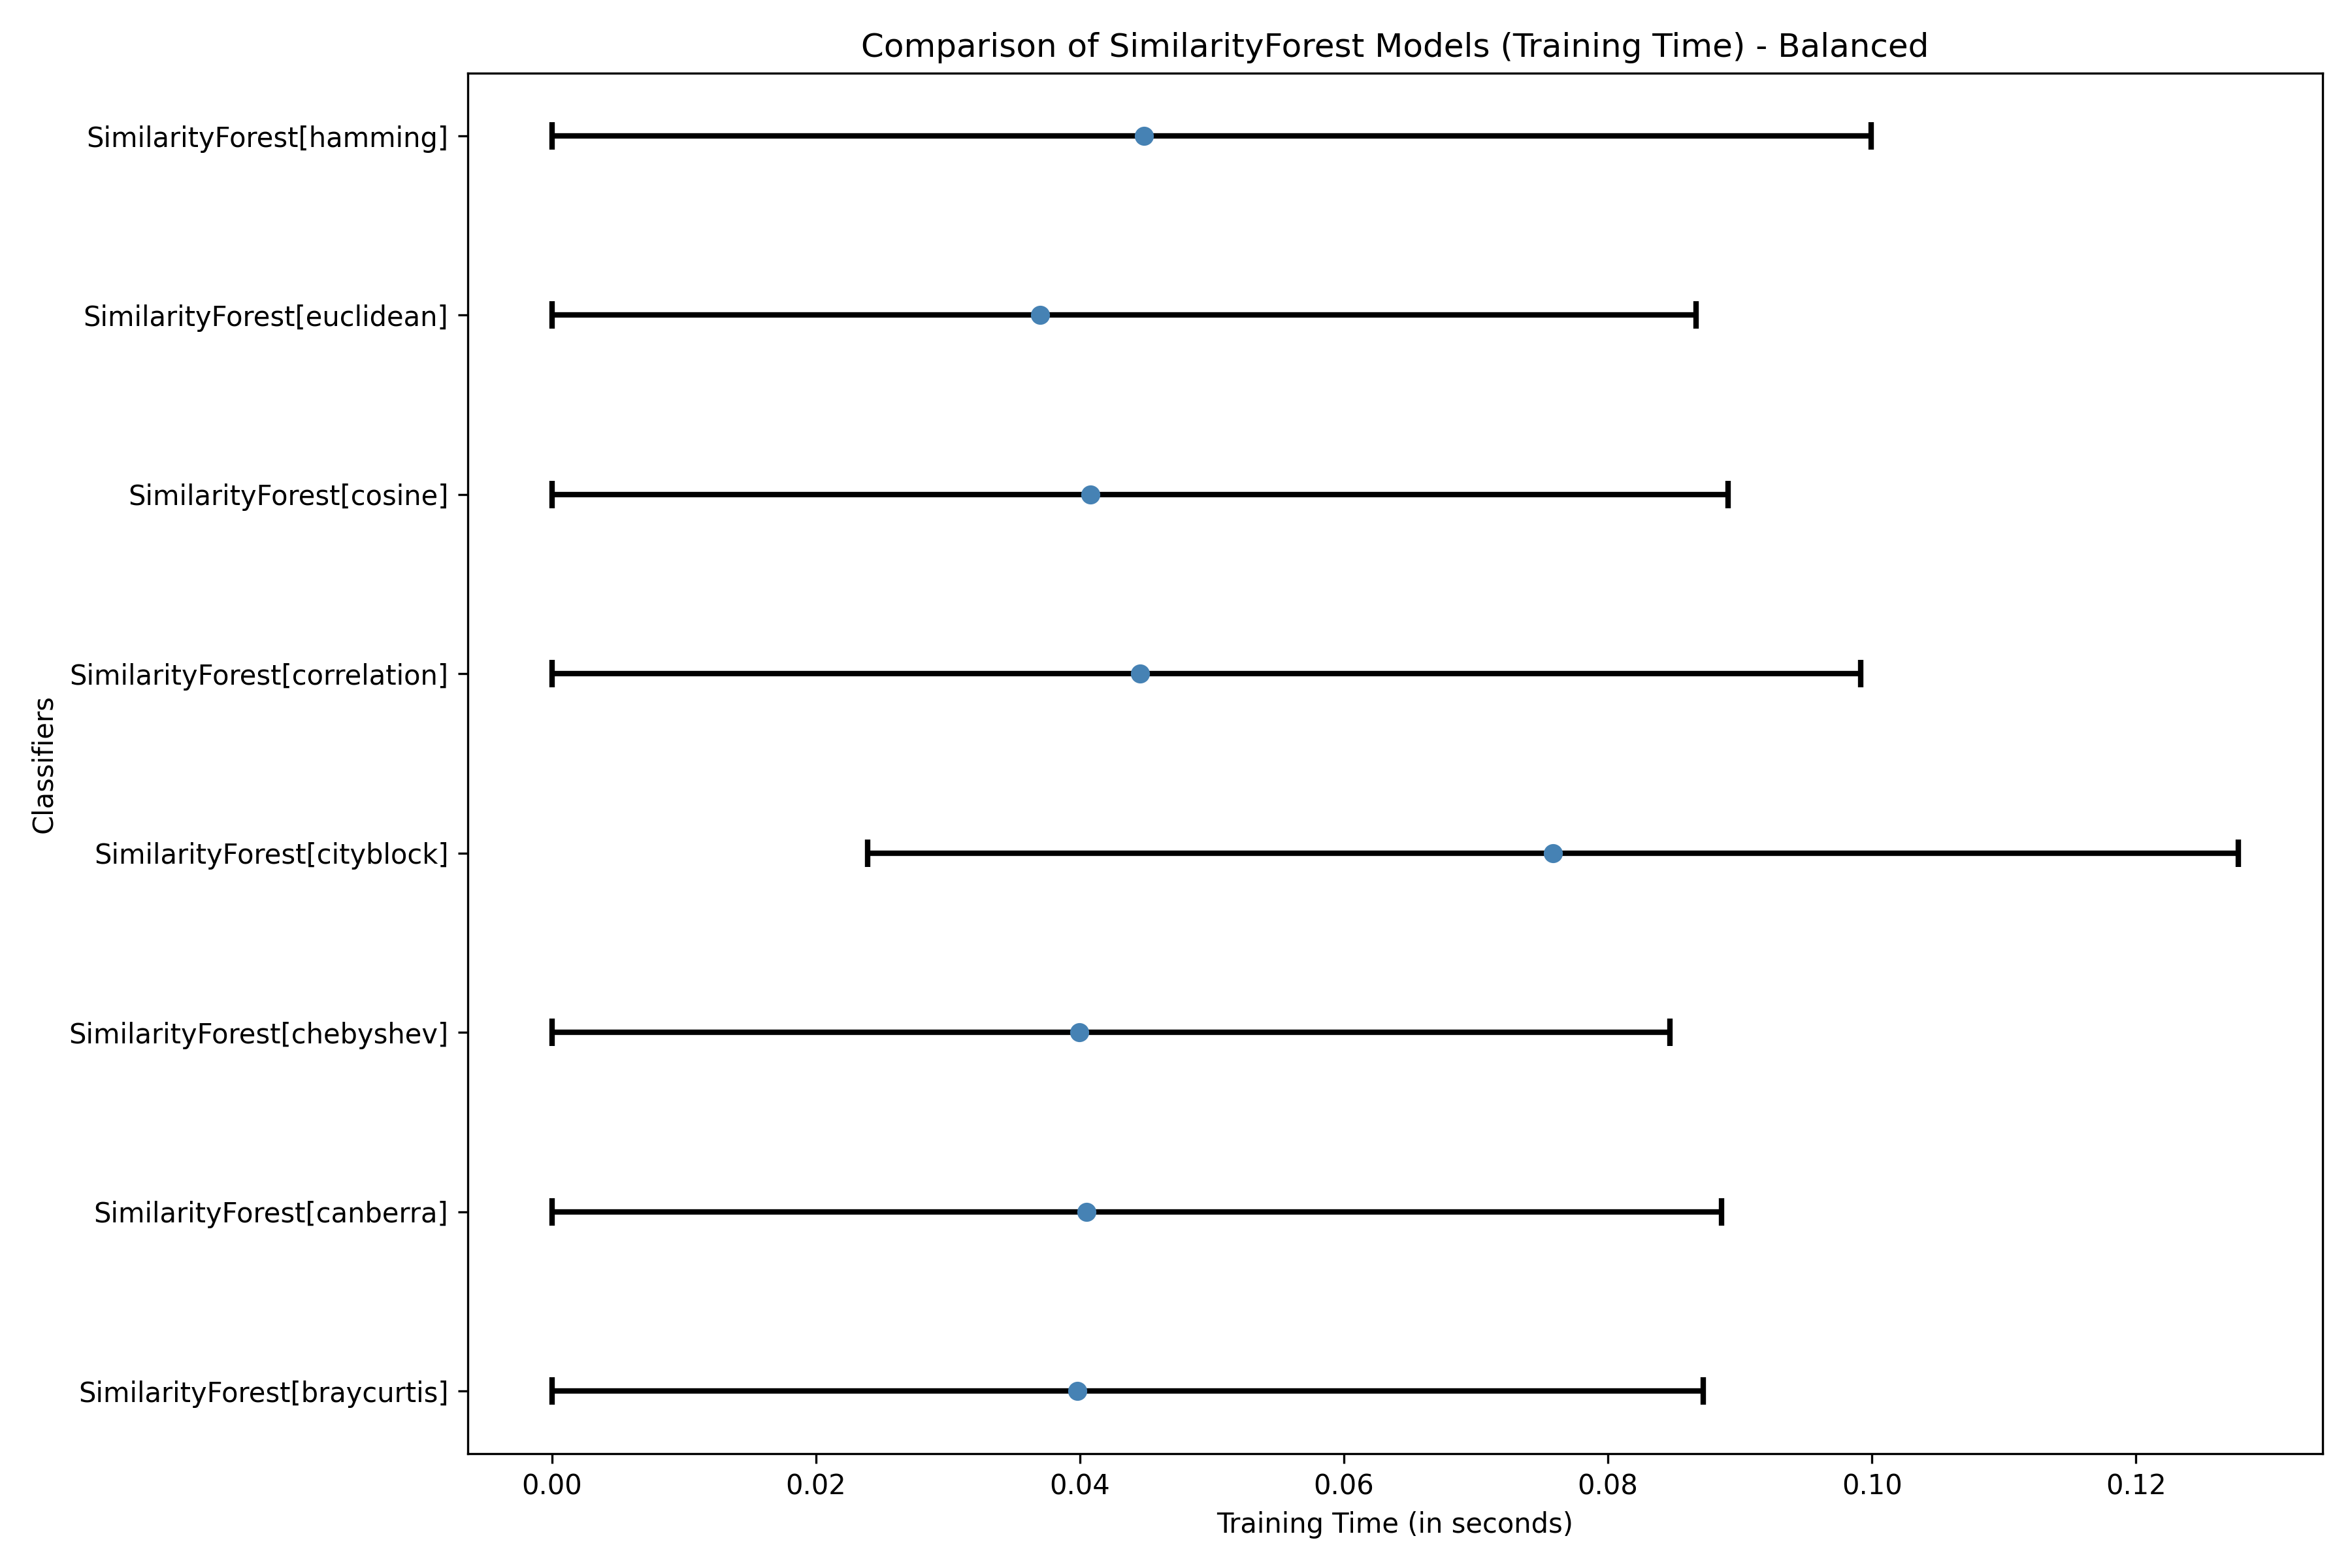 Comparison of SimilarityForest Models (Training Time) - Balanced
SimilarityForest[hamming]
SimilarityForest[euclidean]
SimilarityForest[cosine]
SimilarityForest[correlation]
SimilarityForest[cityblock]
SimilarityForest[chebyshev]
SimilarityForest[canberra]
SimilarityForest[braycurtis]
Classifiers
0.00 0.02 0.04 0.06 0.08 0.10 0.12
Training Time (in seconds)